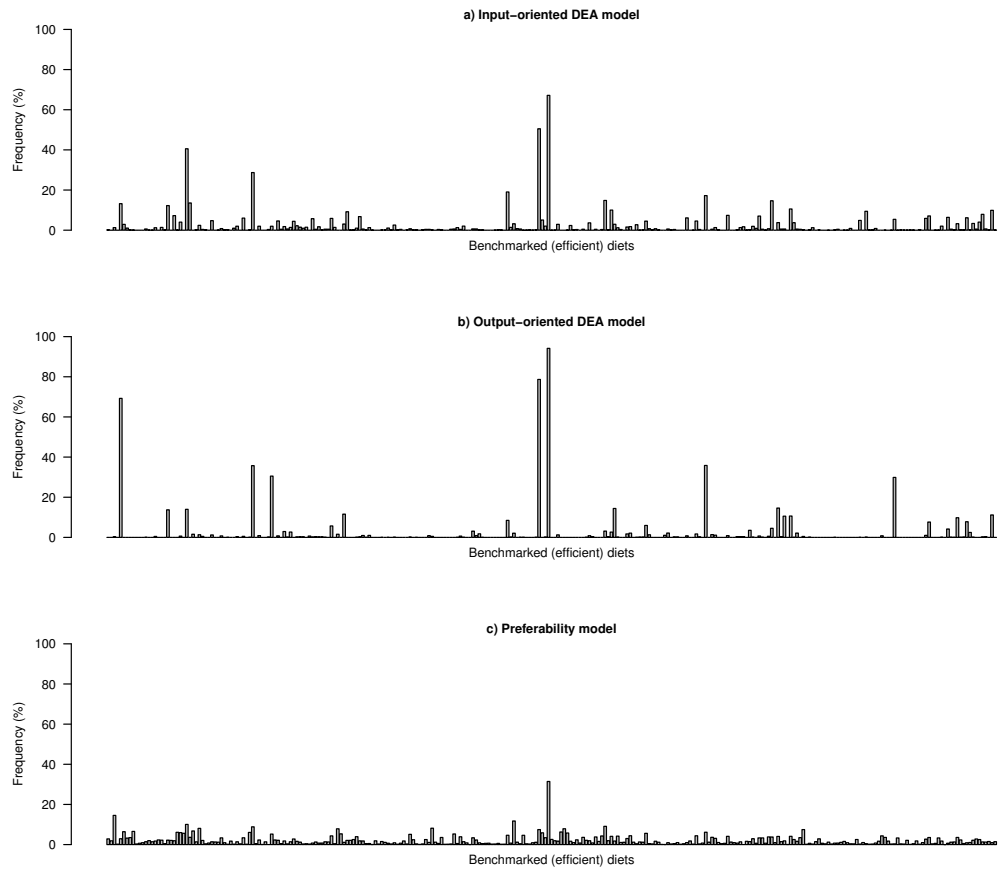 a) Input−oriented DEA model
100
80
60
40
20
0
Frequency (%)
Benchmarked (efficient) diets
b) Output−oriented DEA model
100
80
60
40
20
0
Frequency (%)
Benchmarked (efficient) diets
c) Preferability model
100
80
60
40
20
0
Frequency (%)
Benchmarked (efficient) diets